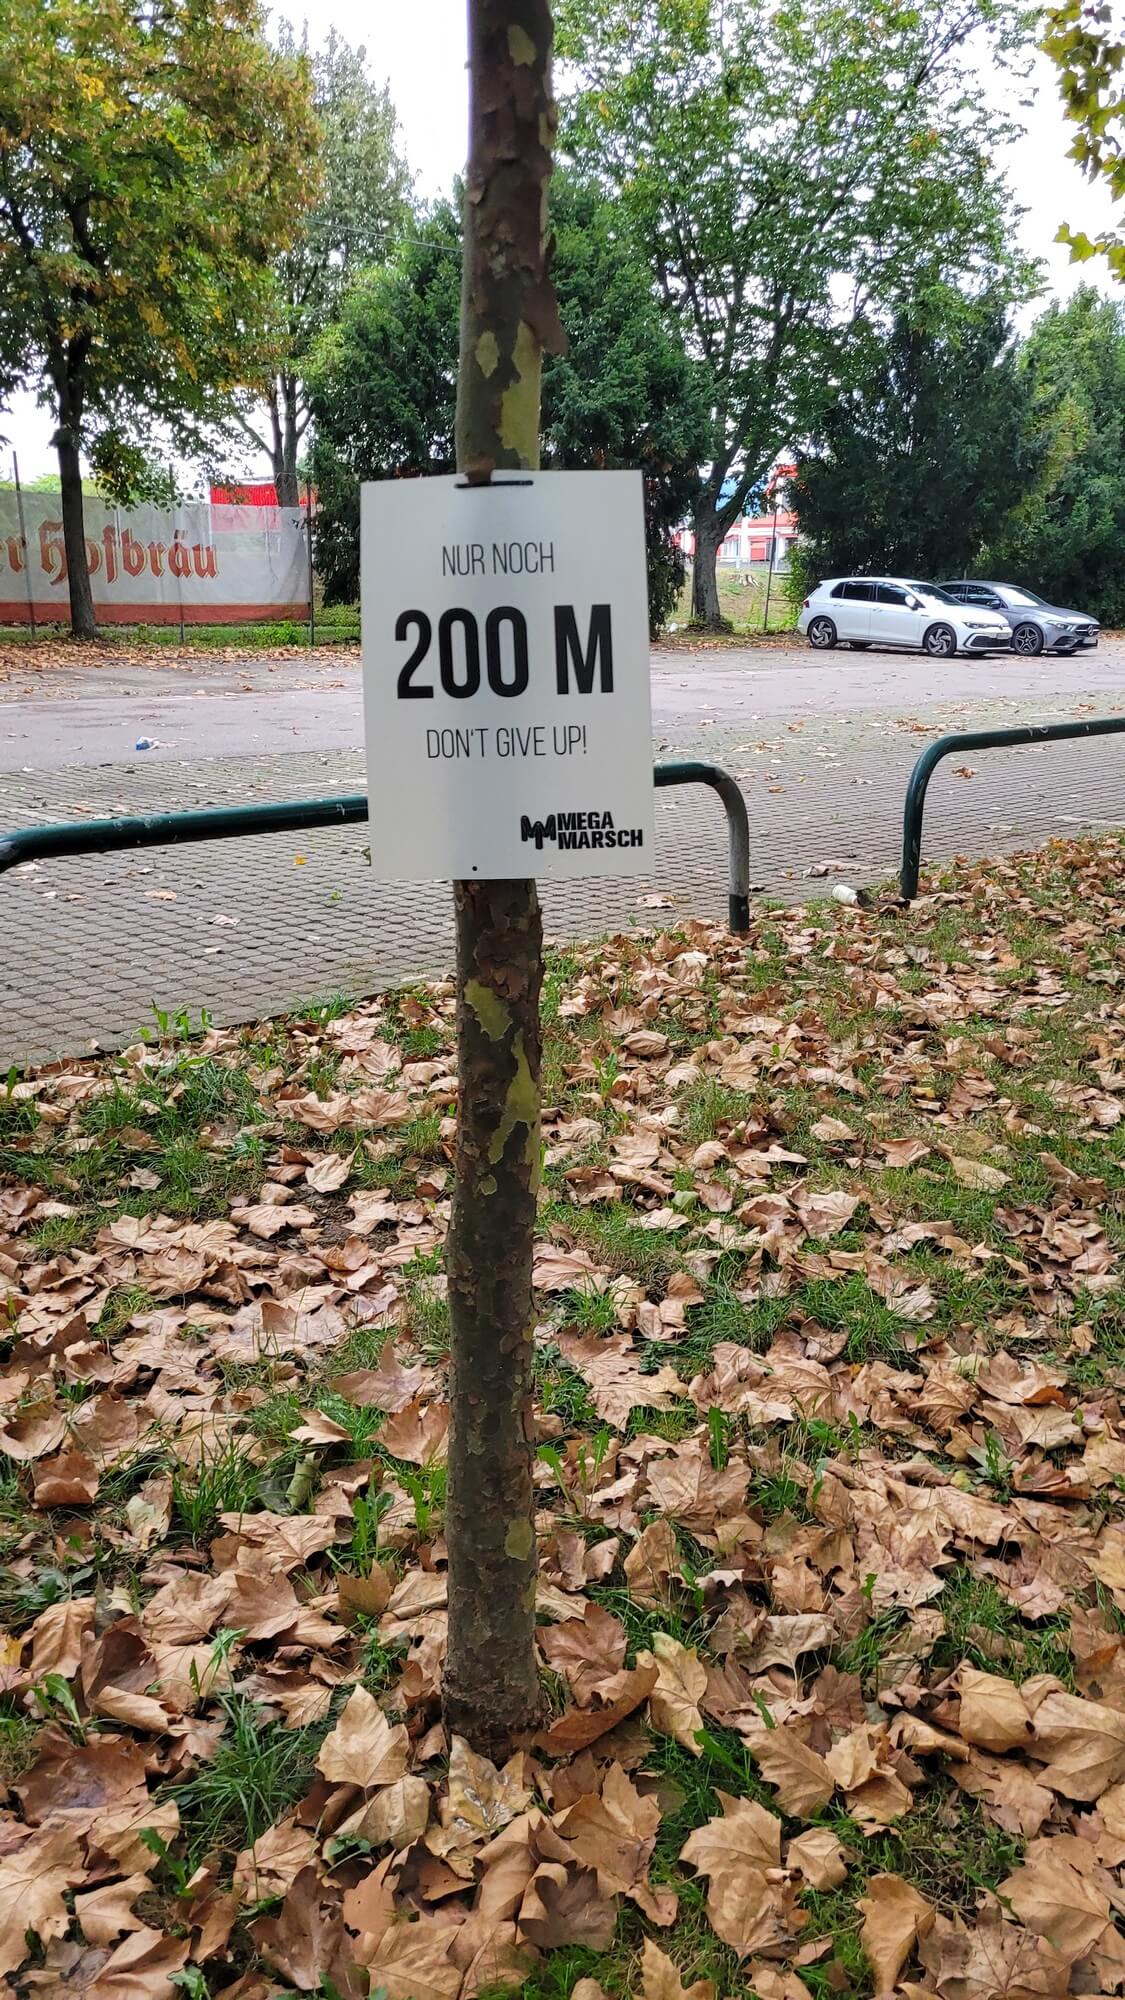 er Hofbräu
NUR NOCH
200 M
DON'T GIVE UP!
MEGA
MARSCH